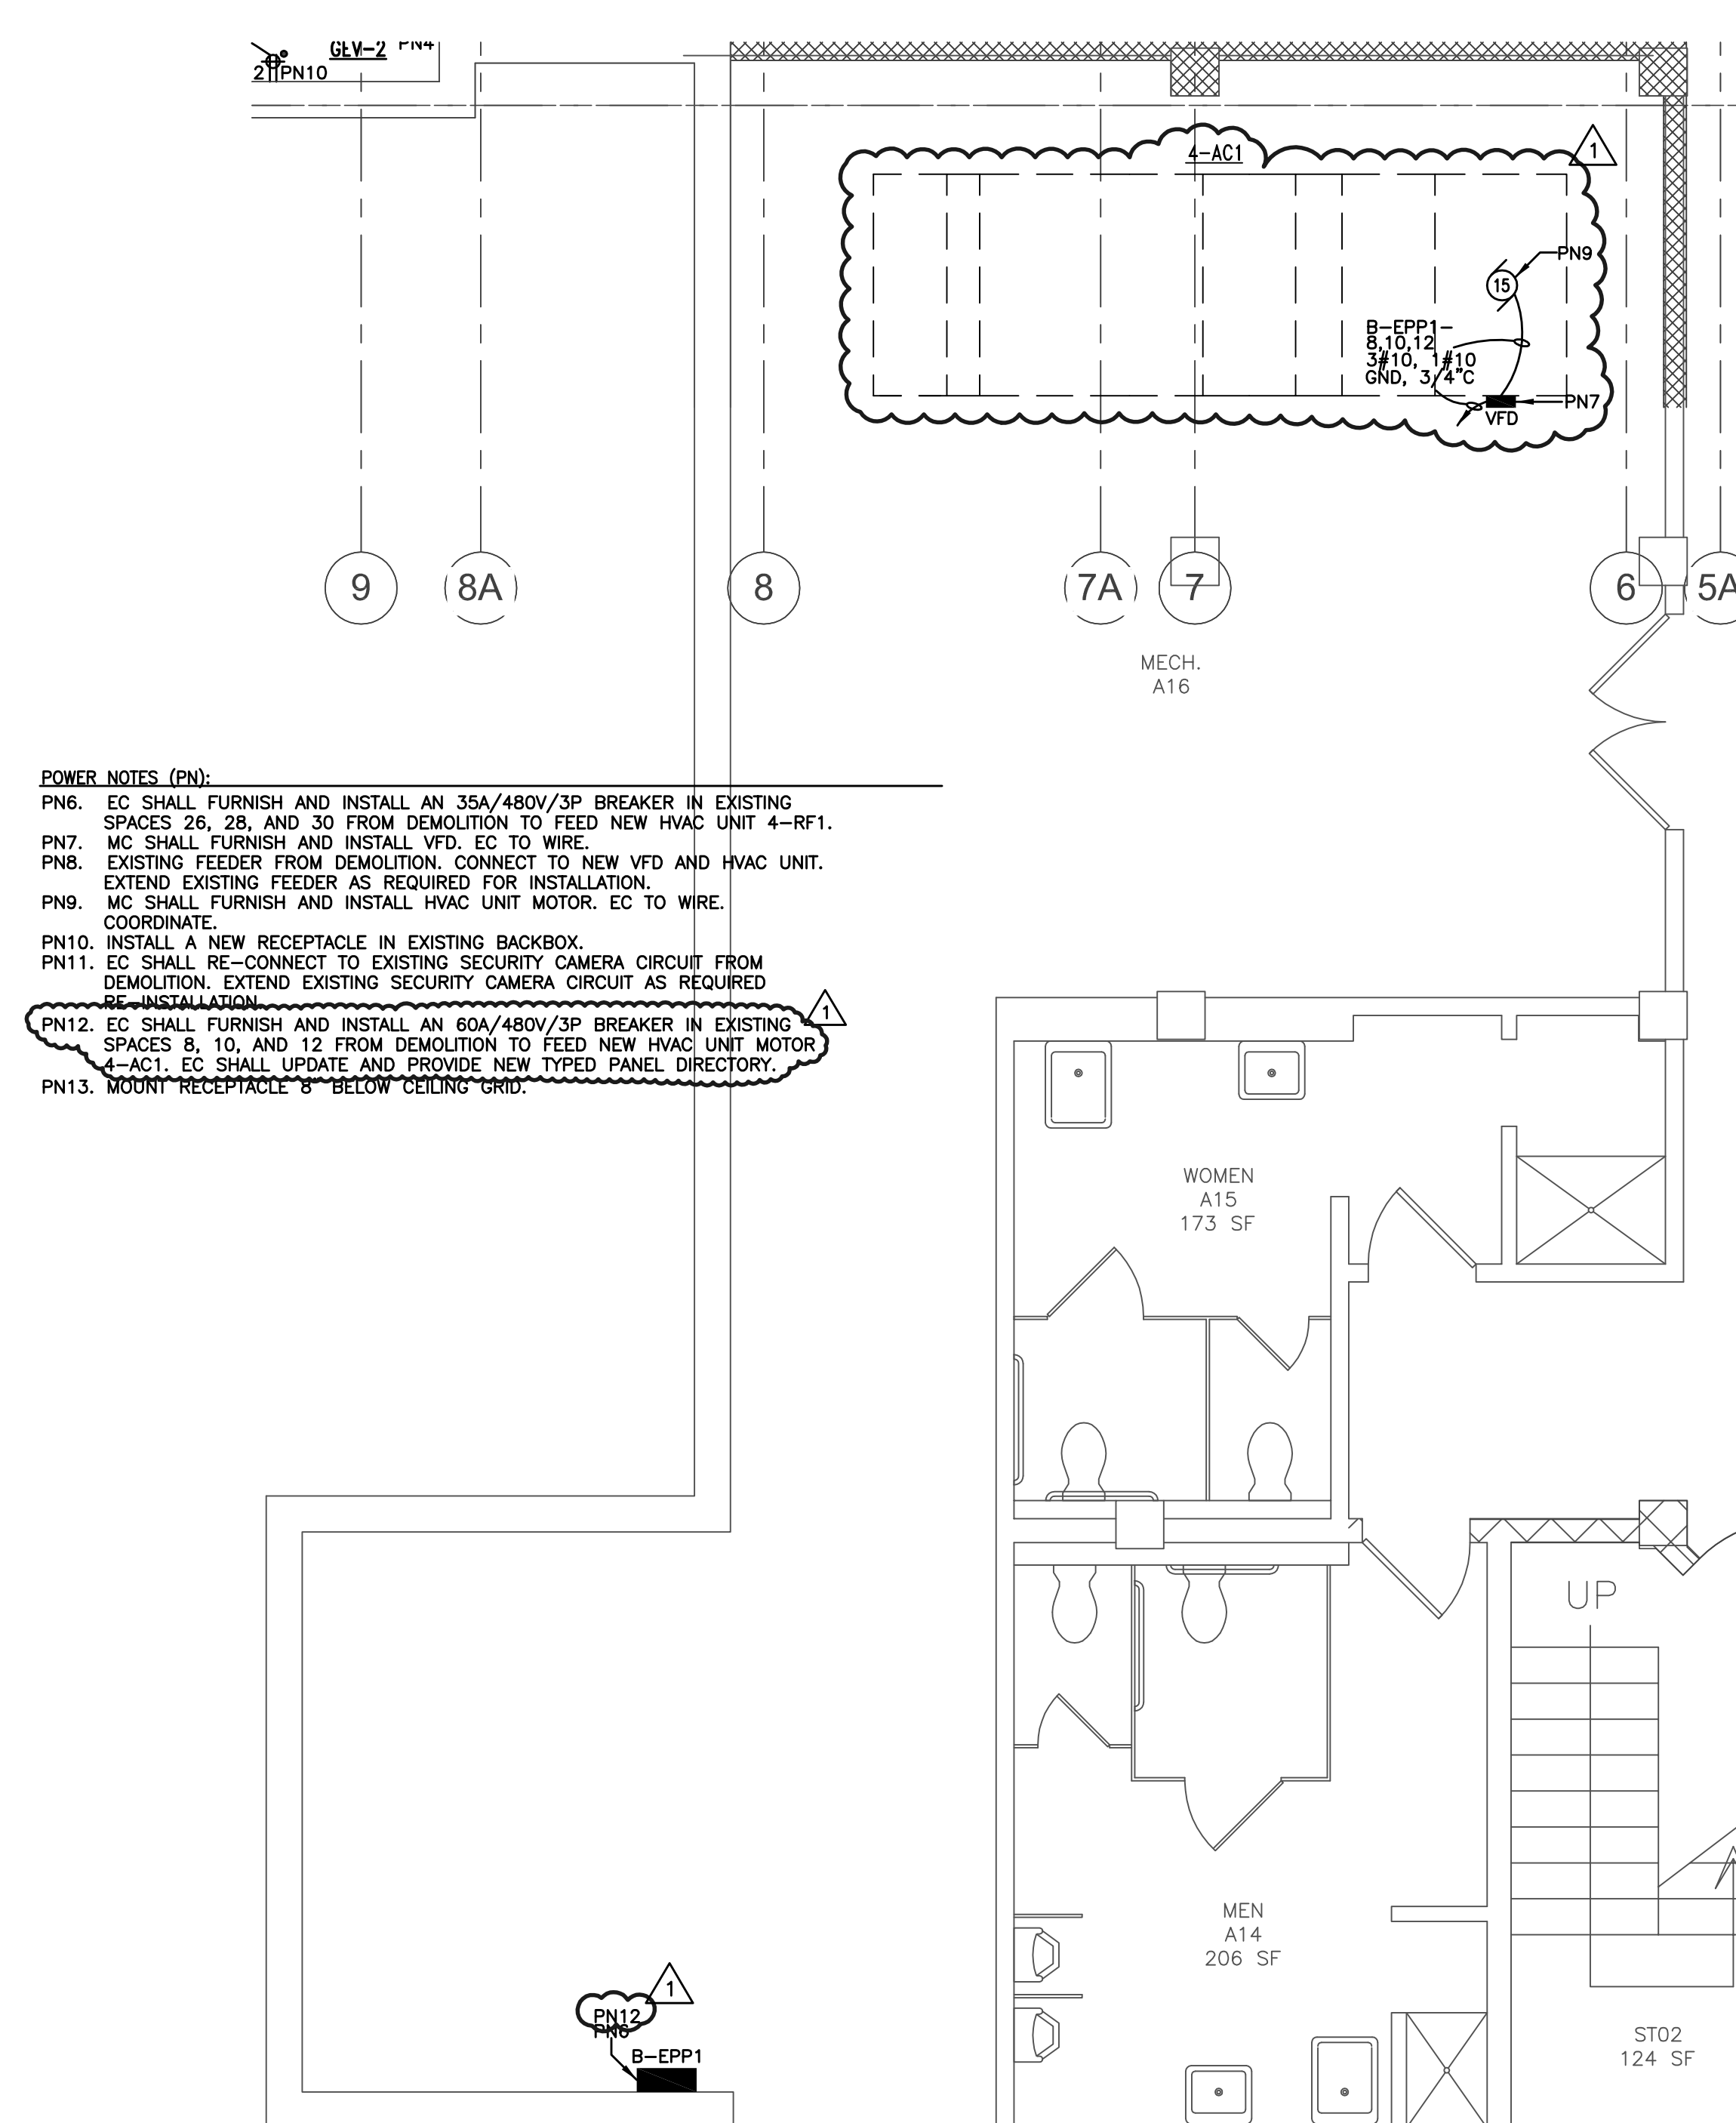 GEV-2 PN4
2 PN10
4-AC1
1
PN9
15
B-EPP1-
8,10,12
3#10, 1#10
GND, 3/4"C
PN7
VFD
9
8A
8
7A
7
6
5A
MECH.
A16
POWER NOTES (PN):
PN6. EC SHALL FURNISH AND INSTALL AN 35A/480V/3P BREAKER IN EXISTING
SPACES 26, 28, AND 30 FROM DEMOLITION TO FEED NEW HVAC UNIT 4-RF1.
PN7. MC SHALL FURNISH AND INSTALL VFD. EC TO WIRE.
PN8. EXISTING FEEDER FROM DEMOLITION. CONNECT TO NEW VFD AND HVAC UNIT.
EXTEND EXISTING FEEDER AS REQUIRED FOR INSTALLATION.
PN9. MC SHALL FURNISH AND INSTALL HVAC UNIT MOTOR. EC TO WIRE.
COORDINATE.
PN10. INSTALL A NEW RECEPTACLE IN EXISTING BACKBOX.
PN11. EC SHALL RE-CONNECT TO EXISTING SECURITY CAMERA CIRCUIT FROM
DEMOLITION. EXTEND EXISTING SECURITY CAMERA CIRCUIT AS REQUIRED
RE-INSTALLATION.
1
PN12. EC SHALL FURNISH AND INSTALL AN 60A/480V/3P BREAKER IN EXISTING
SPACES 8, 10, AND 12 FROM DEMOLITION TO FEED NEW HVAC UNIT MOTOR
4-AC1. EC SHALL UPDATE AND PROVIDE NEW TYPED PANEL DIRECTORY.
PN13. MOUNT RECEPTACLE 8" BELOW CEILING GRID.
WOMEN
A15
173 SF
UP
MEN
A14
206 SF
1
PN12
PN6
B-EPP1
ST02
124 SF